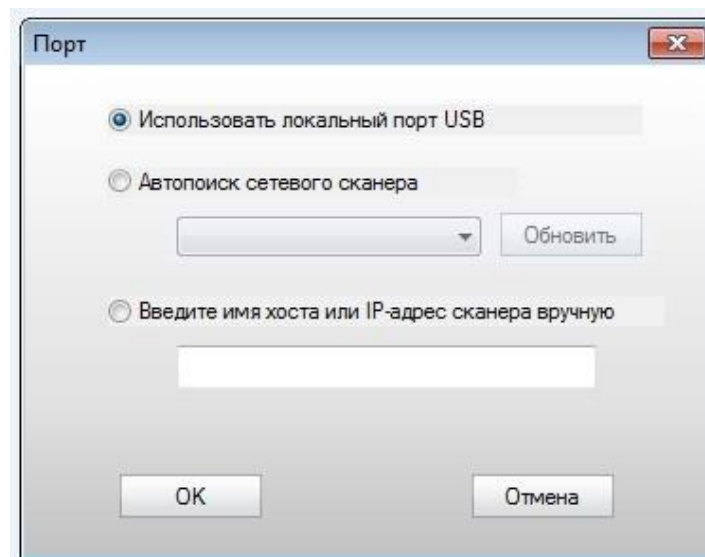 Порт
Использовать локальный порт USB
Автопоиск сетевого сканера
Обновить
Введите имя хоста или IP-адрес сканера вручную
OK
Отмена